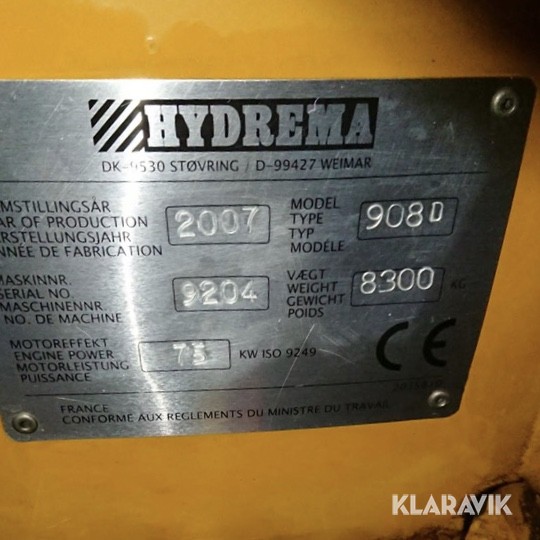 HYDREMA
DK-9530 STØVRING / D-99427 WEIMAR
MSTILLINGSÅR
AR OF PRODUCTION
ERSTELLUNGSJAHR
NNÉE DE FABRICATION
2007
MODEL
TYPE
TYP
MODÈLE
908D
MASKINNR.
SERIAL NO.
MASCHINENNR.
NO. DE MACHINE
9204
VÆGT
WEIGHT
GEWICHT
POIDS
8300 KG
MOTOREFFEKT
ENGINE POWER
MOTORLEISTUNG
PUISSANCE
75 KW ISO 9249
CE
FRANCE
CONFORME AUX REGLEMENTS DU MINISTRE DU TRAVAIL
KLARAVIK